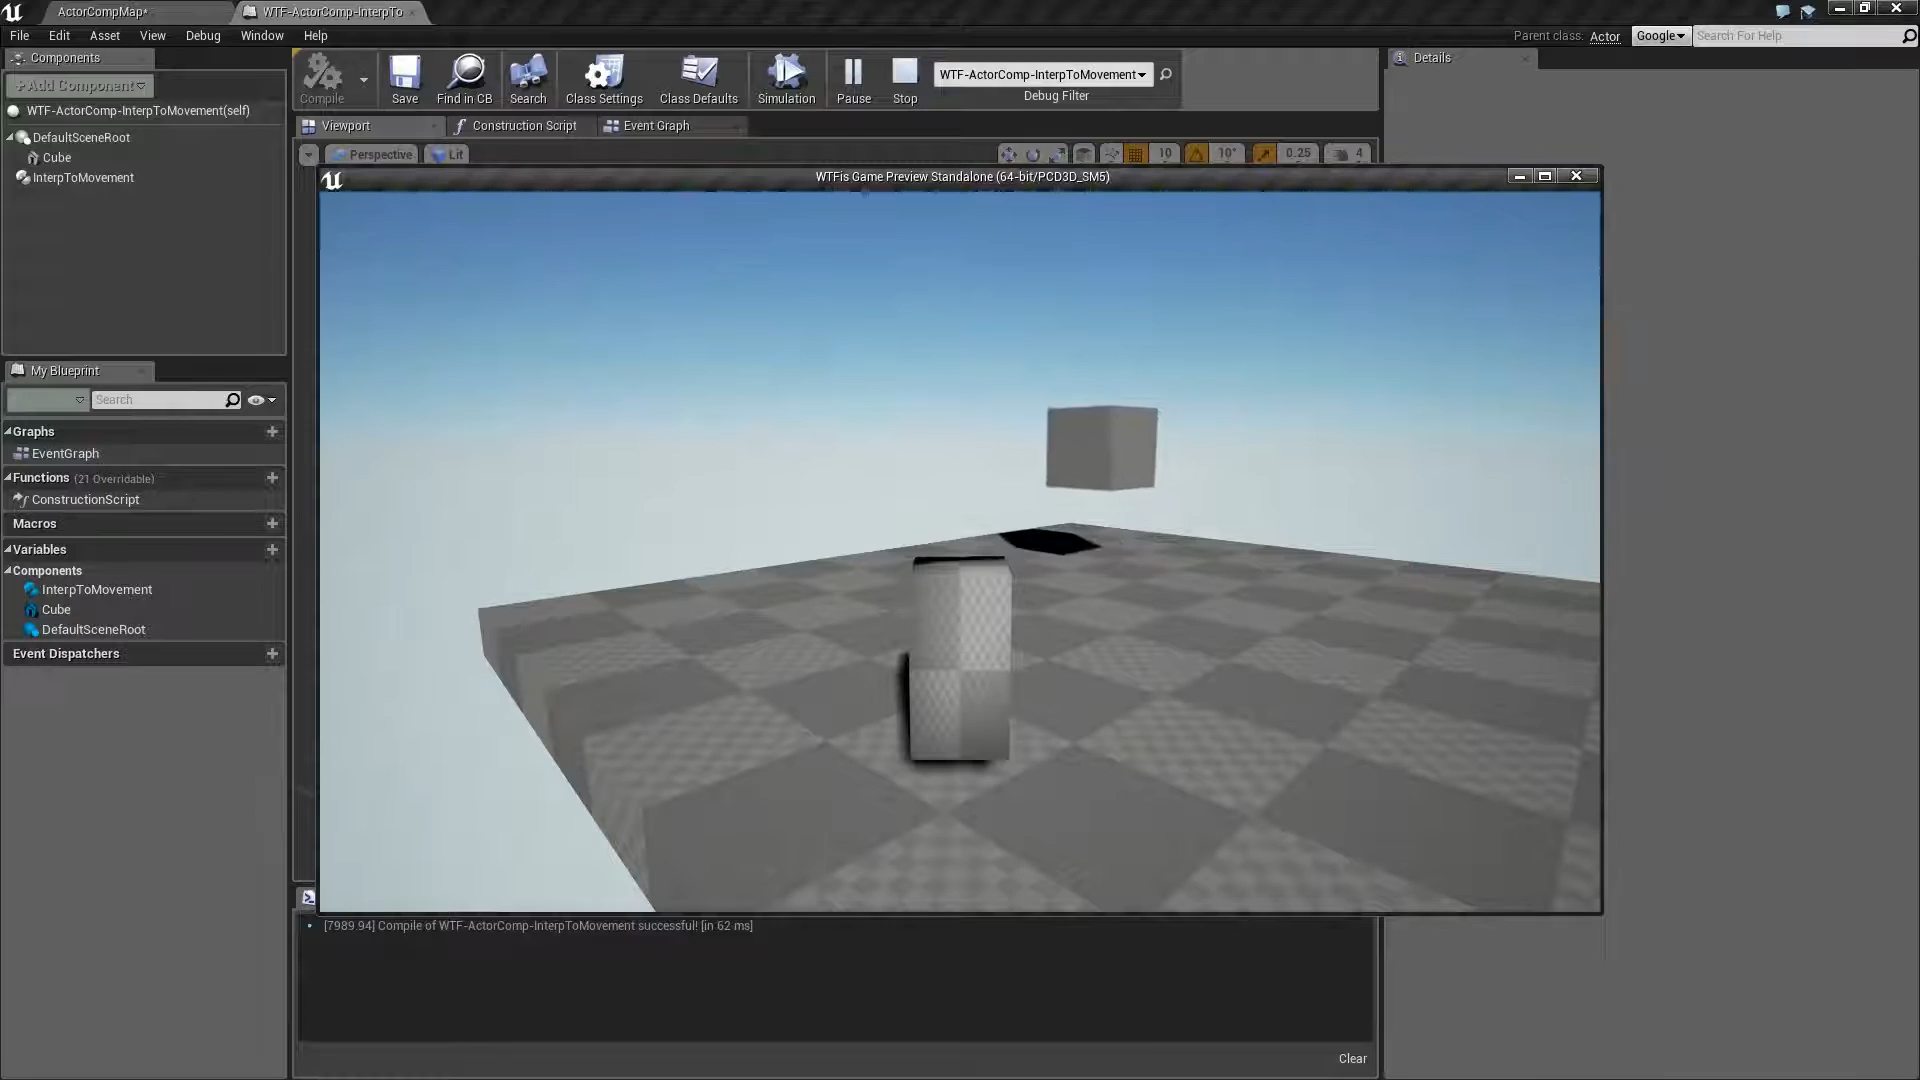 ActorCompMap*
WTF-ActorComp-InterpTo
File Edit Asset View Debug Window Help
Parent class: Actor Google Search For Help
Components
Details
+Add Component
Compile Save Find in CB Search Class Settings Class Defaults Simulation Pause Stop
WTF-ActorComp-InterpToMovement
Debug Filter
WTF-ActorComp-InterpToMovement(self)
Viewport Construction Script Event Graph
DefaultSceneRoot
Cube
InterpToMovement
Perspective Lit 10 10° 0.25 4
WTFis Game Preview Standalone (64-bit/PCD3D_SM5)
My Blueprint
Search
Graphs
EventGraph
Functions (21 Overridable)
ConstructionScript
Macros
Variables
Components
InterpToMovement
Cube
DefaultSceneRoot
Event Dispatchers
[7989.94] Compile of WTF-ActorComp-InterpToMovement successful! [in 62 ms]
Clear